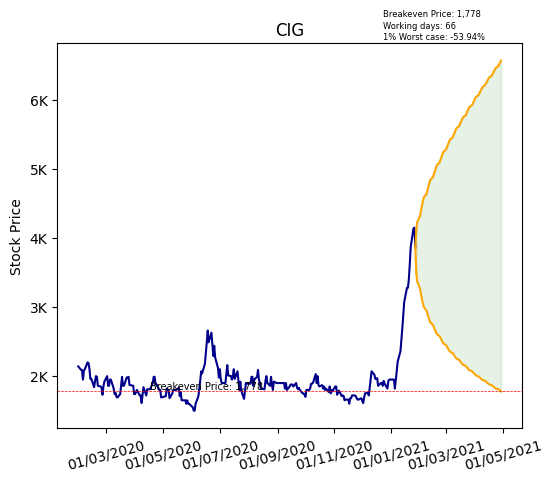 Breakeven Price: 1,778
Working days: 66
1% Worst case: -53.94%
CIG
Stock Price
6K
5K
4K
3K
2K
Breakeven Price: 1,778
01/03/2020
01/05/2020
01/07/2020
01/09/2020
01/11/2020
01/01/2021
01/03/2021
01/05/2021